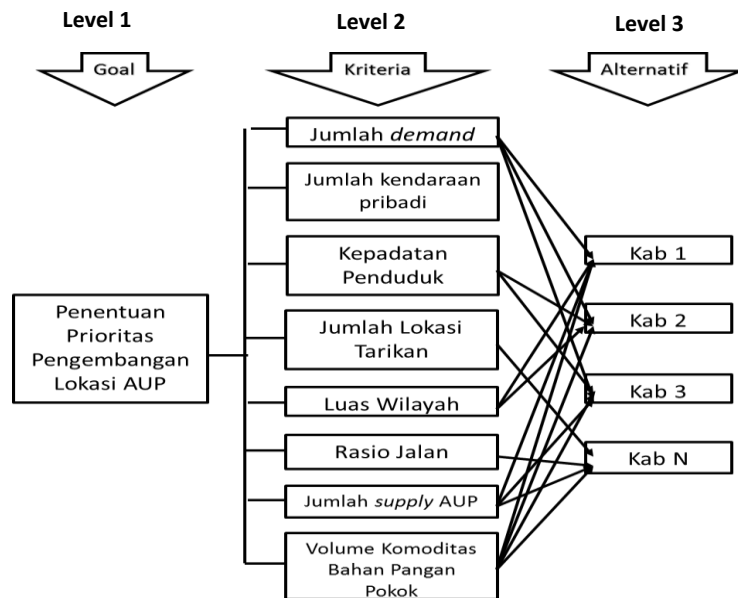 Level 1
Level 2
Level 3
Goal
Kriteria
Alternatif
Jumlah demand
Jumlah kendaraan
pribadi
Kepadatan
Penduduk
Jumlah Lokasi
Tarikan
Luas Wilayah
Rasio Jalan
Jumlah supply AUP
Volume Komoditas
Bahan Pangan
Pokok
Penentuan
Prioritas
Pengembangan
Lokasi AUP
Kab 1
Kab 2
Kab 3
Kab N